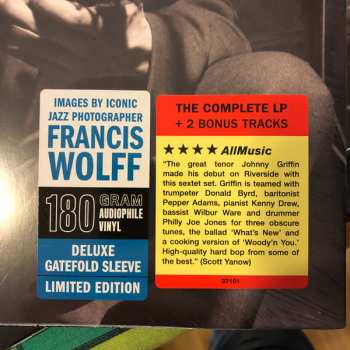 IMAGES BY ICONIC
JAZZ PHOTOGRAPHER
FRANCIS
WOLFF
180 GRAM
AUDIOPHILE
VINYL
DELUXE
GATEFOLD SLEEVE
LIMITED EDITION
THE COMPLETE LP
+ 2 BONUS TRACKS
★★★★ AllMusic
“The great tenor Johnny Griffin
made his debut on Riverside with
this sextet set. Griffin is teamed with
trumpeter Donald Byrd, baritonist
Pepper Adams, pianist Kenny Drew,
bassist Wilbur Ware and drummer
Philly Joe Jones for three obscure
tunes, the ballad ‘What’s New’ and
a cooking version of ‘Woody’n You.’
High-quality hard bop from some of
the best.” (Scott Yanow)
37161